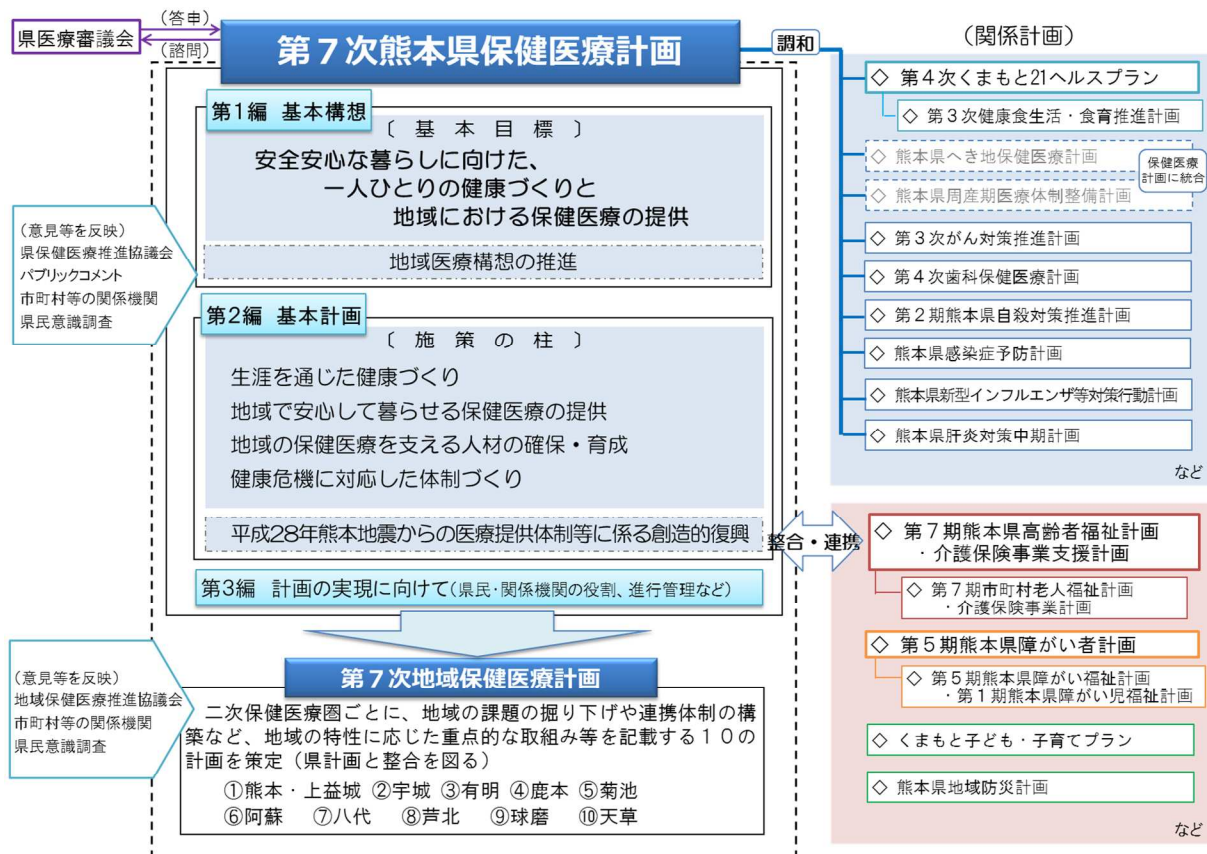 県医療審議会
（答申）
（諮問）
第７次熊本県保健医療計画
調和
（関係計画）
第1編 基本構想
〔 基 本 目 標 〕
安全安心な暮らしに向けた、
一人ひとりの健康づくりと
地域における保健医療の提供
地域医療構想の推進
（意見等を反映）
県保健医療推進協議会
パブリックコメント
市町村等の関係機関
県民意識調査
第2編 基本計画
〔 施 策 の 柱 〕
生涯を通じた健康づくり
地域で安心して暮らせる保健医療の提供
地域の保健医療を支える人材の確保・育成
健康危機に対応した体制づくり
平成28年熊本地震からの医療提供体制等に係る創造的復興
第3編 計画の実現に向けて(県民・関係機関の役割、進行管理など)
（意見等を反映）
地域保健医療推進協議会
市町村等の関係機関
県民意識調査
第７次地域保健医療計画
二次保健医療圏ごとに、地域の課題の掘り下げや連携体制の構
築など、地域の特性に応じた重点的な取組み等を記載する１０の
計画を策定（県計画と整合を図る）
①熊本・上益城 ②宇城 ③有明 ④鹿本 ⑤菊池
⑥阿蘇 ⑦八代 ⑧芦北 ⑨球磨 ⑩天草
◇ 第４次くまもと21ヘルスプラン
◇ 第３次健康食生活・食育推進計画
◇ 熊本県へき地保健医療計画
◇ 熊本県周産期医療体制整備計画
保健医療
計画に統合
◇ 第３次がん対策推進計画
◇ 第４次歯科保健医療計画
◇ 第２期熊本県自殺対策推進計画
◇ 熊本県感染症予防計画
◇ 熊本県新型インフルエンザ等対策行動計画
◇ 熊本県肝炎対策中期計画
など
整合・連携
◇ 第７期熊本県高齢者福祉計画
・介護保険事業支援計画
◇ 第７期市町村老人福祉計画
・介護保険事業計画
◇ 第５期熊本県障がい者計画
◇ 第５期熊本県障がい福祉計画
・第１期熊本県障がい児福祉計画
◇ くまもと子ども・子育てプラン
◇ 熊本県地域防災計画
など